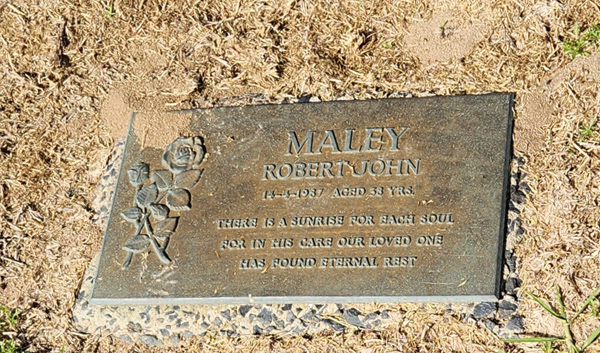 MALEY
ROBERT JOHN
14-5-1987 AGED 38 YRS.
THERE IS A SUNRISE FOR EACH SOUL
FOR IN HIS CARE OUR LOVED ONE
HAS FOUND ETERNAL REST